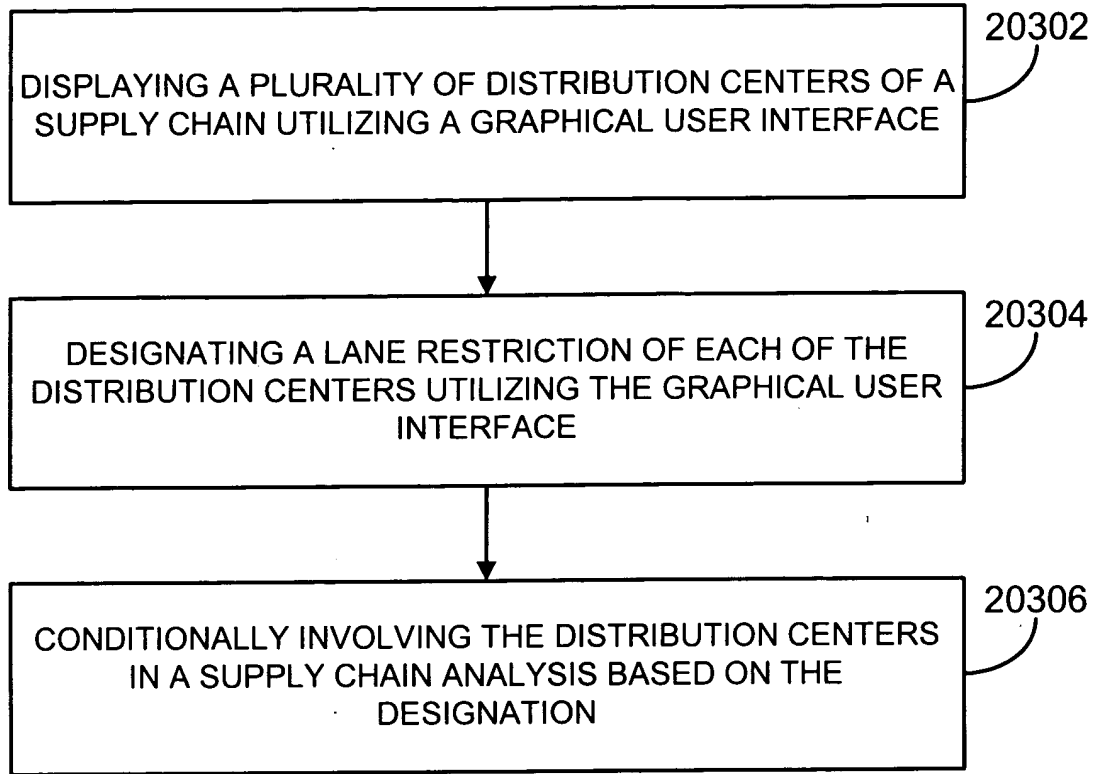 20302
DISPLAYING A PLURALITY OF DISTRIBUTION CENTERS OF A
SUPPLY CHAIN UTILIZING A GRAPHICAL USER INTERFACE
20304
DESIGNATING A LANE RESTRICTION OF EACH OF THE
DISTRIBUTION CENTERS UTILIZING THE GRAPHICAL USER
INTERFACE
20306
CONDITIONALLY INVOLVING THE DISTRIBUTION CENTERS
IN A SUPPLY CHAIN ANALYSIS BASED ON THE
DESIGNATION